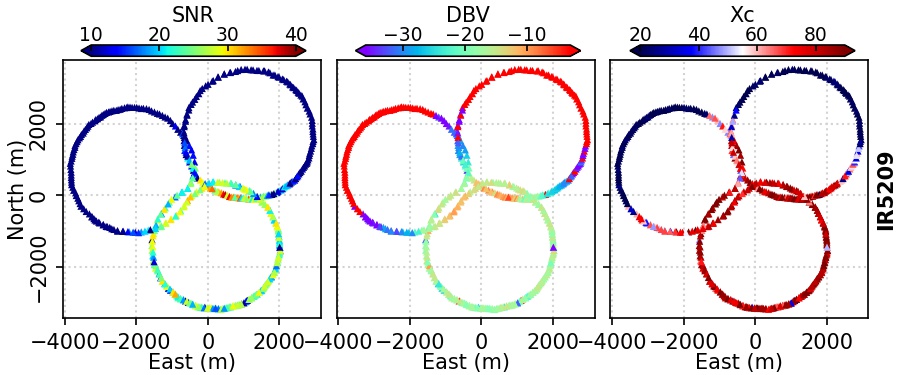 SNR DBV Xc
10 20 30 40 −30 −20 −10 20 40 60 80
North (m)
2000
0
−2000
IR5209
−4000 −2000 0 2000 −4000 −2000 0 2000 −4000 −2000 0 2000
East (m) East (m) East (m)